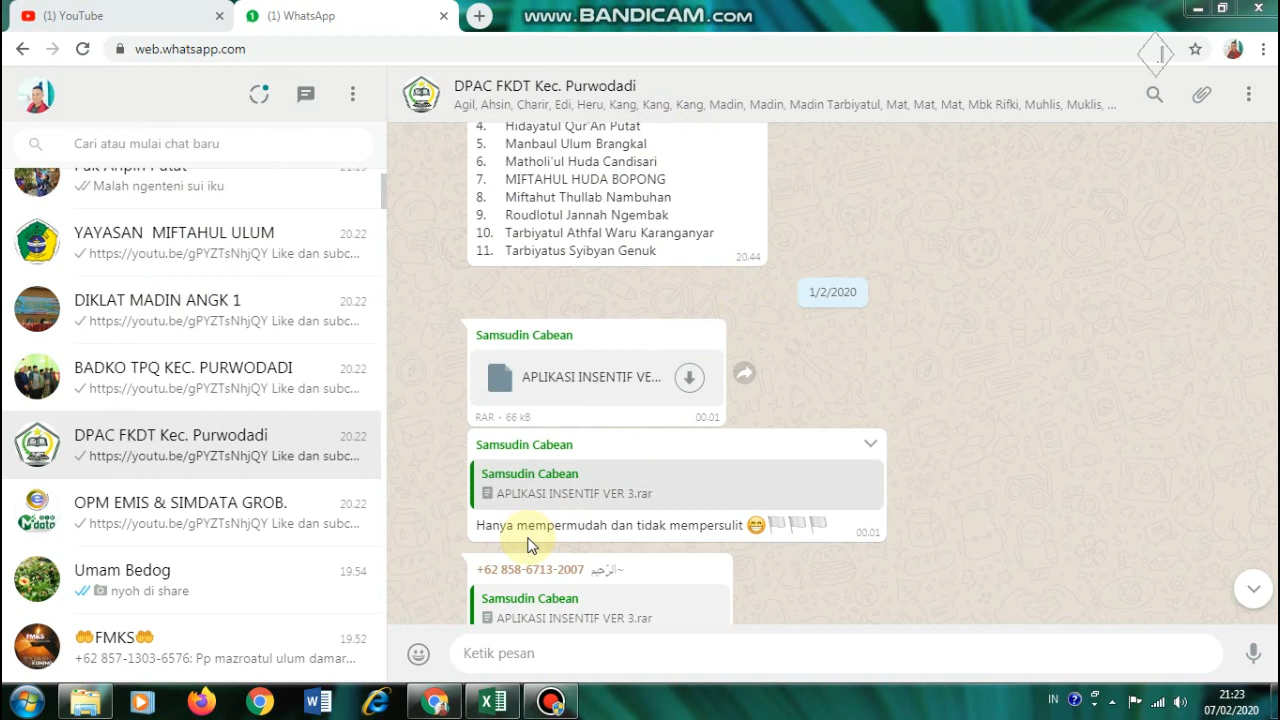 WWW.BANDICAM.COM
(1) YouTube
(1) WhatsApp
web.whatsapp.com
Cari atau mulai chat baru
Malah ngenteni sui iku
YAYASAN MIFTAHUL ULUM
20.22
https://youtu.be/gPYZTsNhjQY Like dan subc...
DIKLAT MADIN ANGK 1
20.22
https://youtu.be/gPYZTsNhjQY Like dan subc...
BADKO TPQ KEC. PURWODADI
20.22
https://youtu.be/gPYZTsNhjQY Like dan subc...
DPAC FKDT Kec. Purwodadi
20.22
https://youtu.be/gPYZTsNhjQY Like dan subc...
OPM EMIS & SIMDATA GROB.
20.22
https://youtu.be/gPYZTsNhjQY Like dan subc...
Umam Bedog
19.54
nyoh di share
🤲FMKS🤲
19.52
+62 857-1303-6576: Pp mazroatul ulum damar...
DPAC FKDT Kec. Purwodadi
Agil, Ahsin, Charir, Edi, Heru, Kang, Kang, Kang, Madin, Madin, Madin Tarbiyatul, Mat, Mat, Mat, Mbk Rifki, Muhlis, Muklis, ...
4. Hidayatul Qur'An Putat
5. Manbaul Ulum Brangkal
6. Matholi'ul Huda Candisari
7. MIFTAHUL HUDA BOPONG
8. Miftahut Thullab Nambuhan
9. Roudlotul Jannah Ngembak
10. Tarbiyatul Athfal Waru Karanganyar
11. Tarbiyatus Syibyan Genuk
20.44
1/2/2020
Samsudin Cabean
APLIKASI INSENTIF VE...
RAR • 66 kB
00.01
Samsudin Cabean
Samsudin Cabean
APLIKASI INSENTIF VER 3.rar
Hanya mempermudah dan tidak mempersulit 😁🏳🏳🏳
00.01
+62 858-6713-2007 ~الرّحيم
Samsudin Cabean
APLIKASI INSENTIF VER 3.rar
Ketik pesan
IN
21:23
07/02/2020